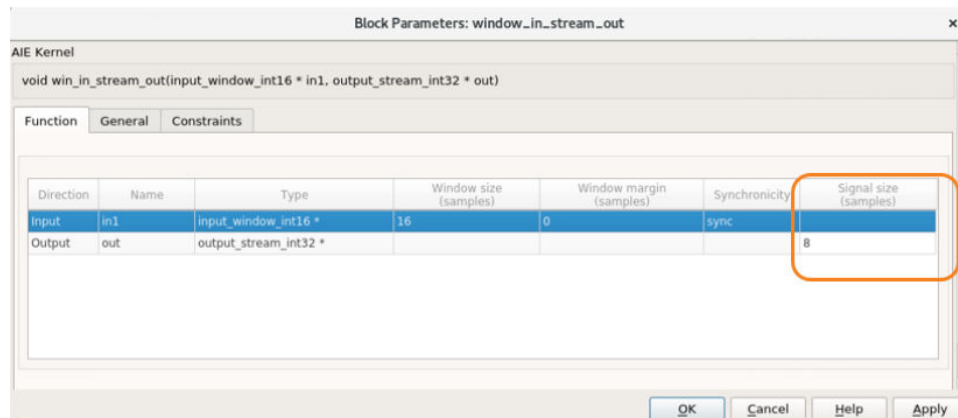 Block Parameters: window_in_stream_out ×
AIE Kernel
void win_in_stream_out(input_window_int16 * in1, output_stream_int32 * out)
Function General Constraints
Direction Name Type Window size (samples) Window margin (samples) Synchronicity Signal size (samples)
Input in1 input_window_int16 * 16 0 sync
Output out output_stream_int32 * 8
OK Cancel Help Apply